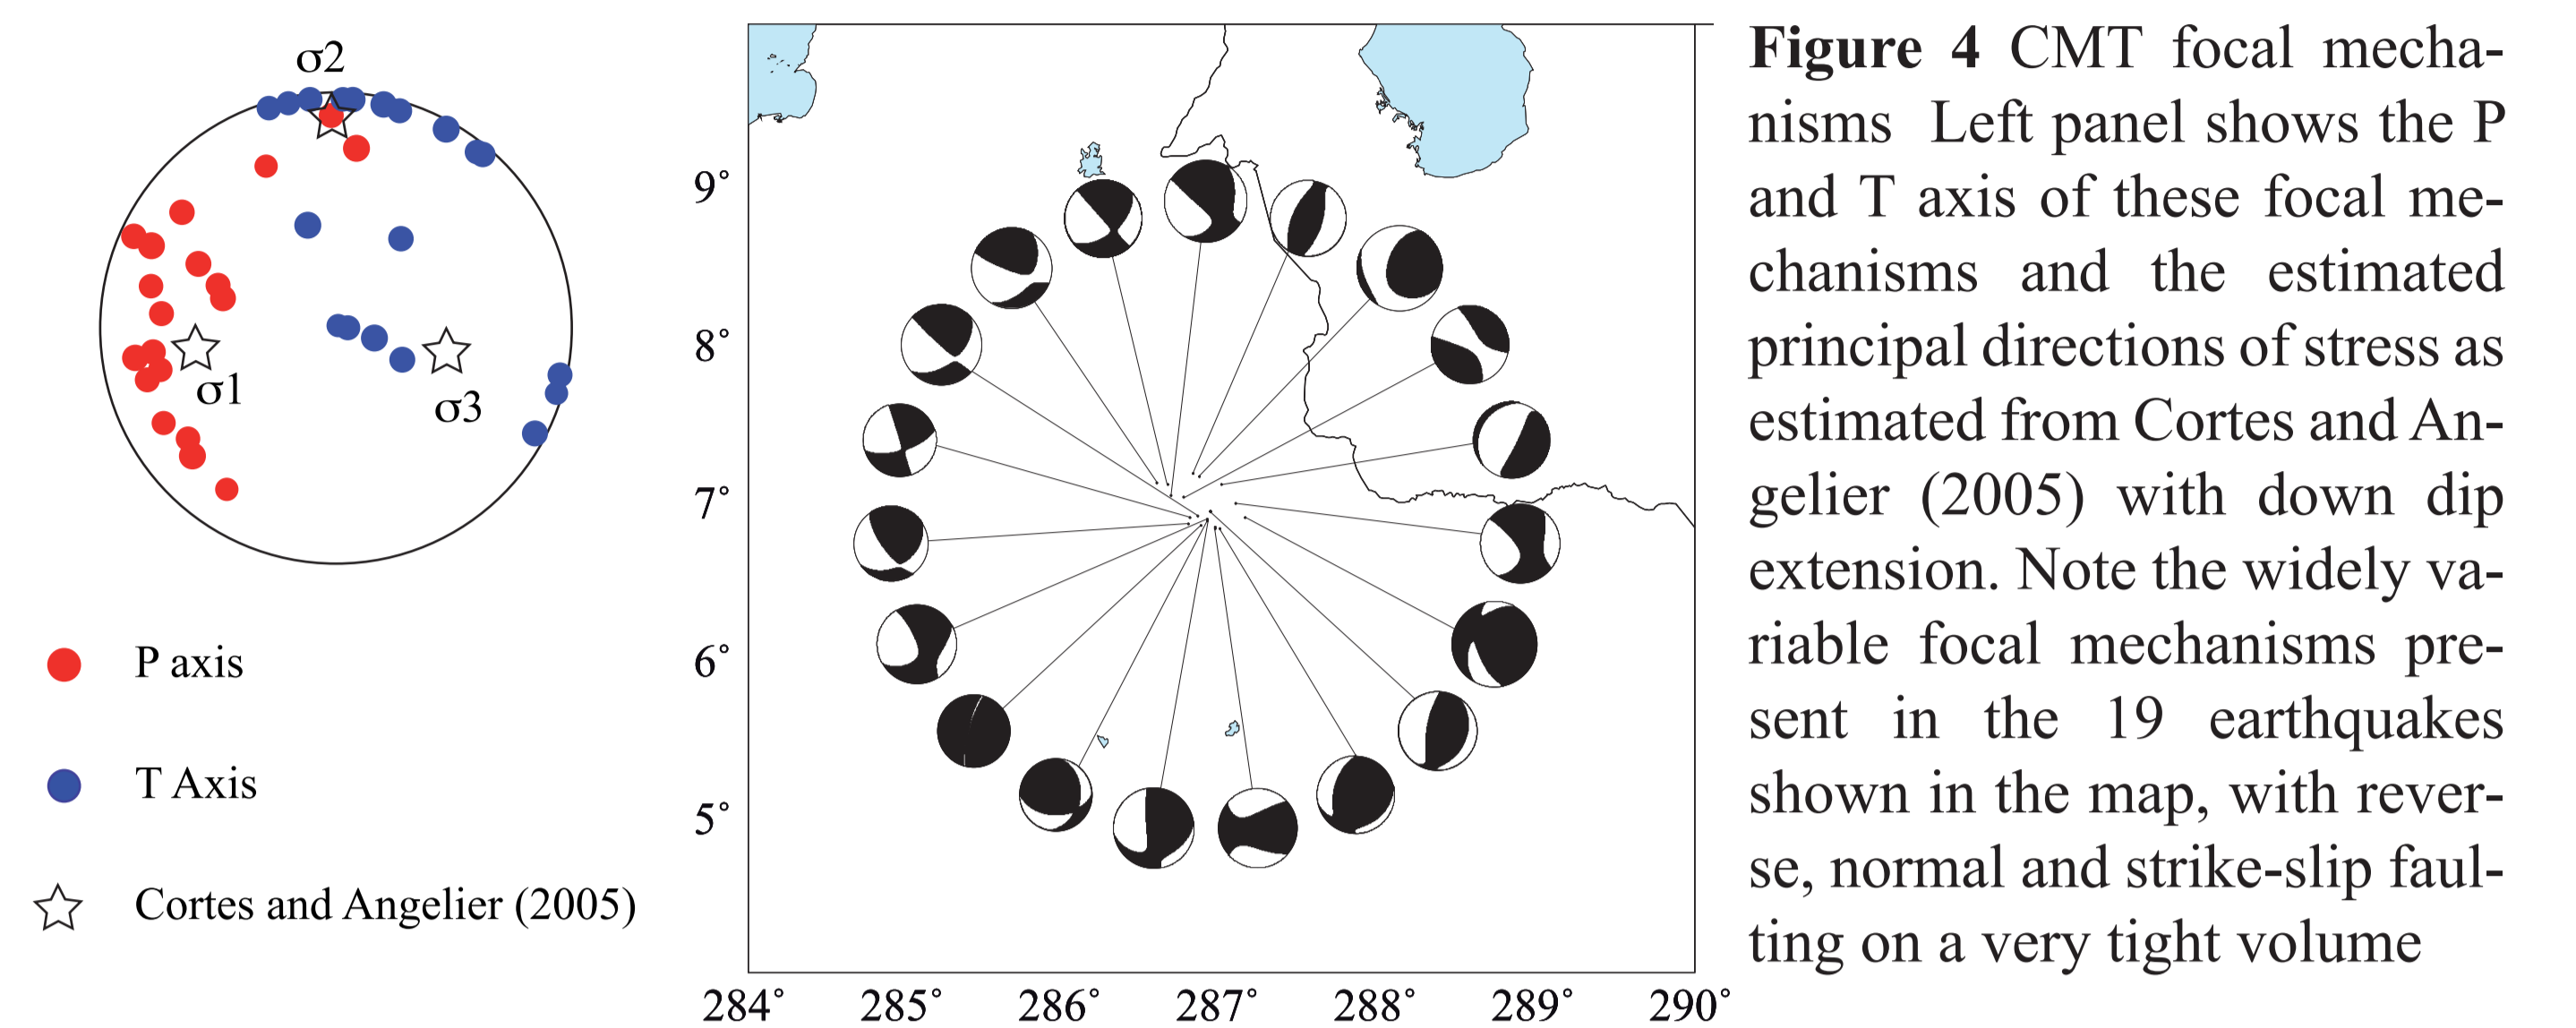 σ2
σ1
σ3
P axis
T Axis
Cortes and Angelier (2005)
9°
8°
7°
6°
5°
284° 285° 286° 287° 288° 289° 290°
Figure 4 CMT focal mecha-
nisms Left panel shows the P
and T axis of these focal me-
chanisms and the estimated
principal directions of stress as
estimated from Cortes and An-
gelier (2005) with down dip
extension. Note the widely va-
riable focal mechanisms pre-
sent in the 19 earthquakes
shown in the map, with rever-
se, normal and strike-slip faul-
ting on a very tight volume